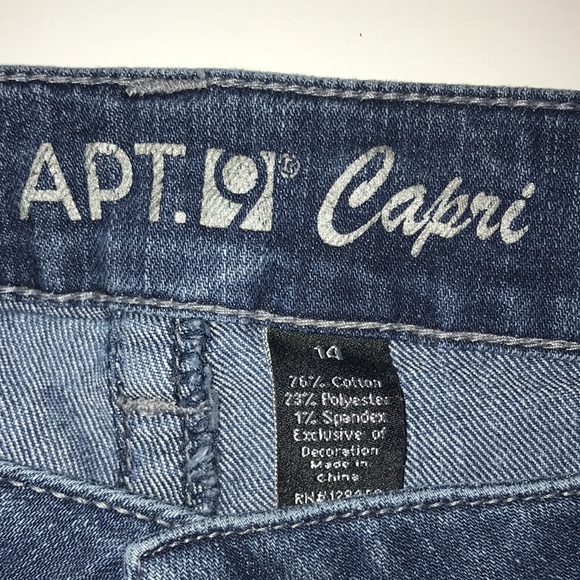 APT. 9® Capri
14
76% Cotton
23% Polyester
1% Spandex
Exclusive of
Decoration
Made in
China